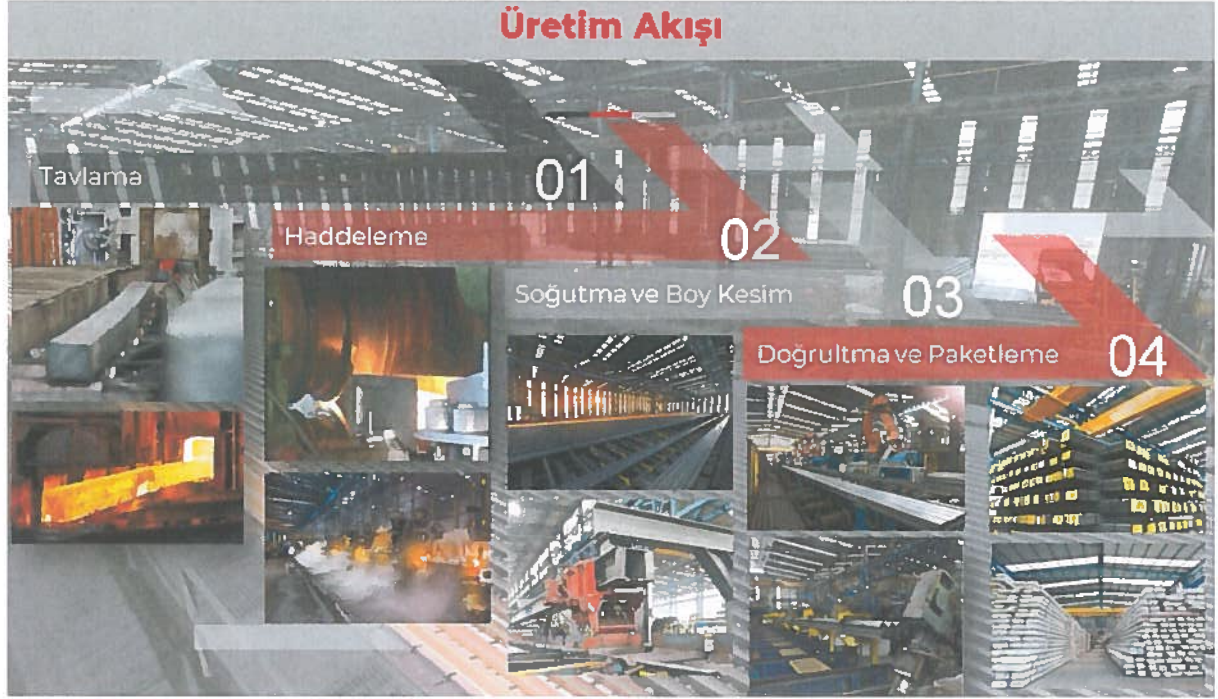 Üretim Akışı
Tavlama
01
Haddeleme
02
Soğutma ve Boy Kesim
03
Doğrultma ve Paketleme
04